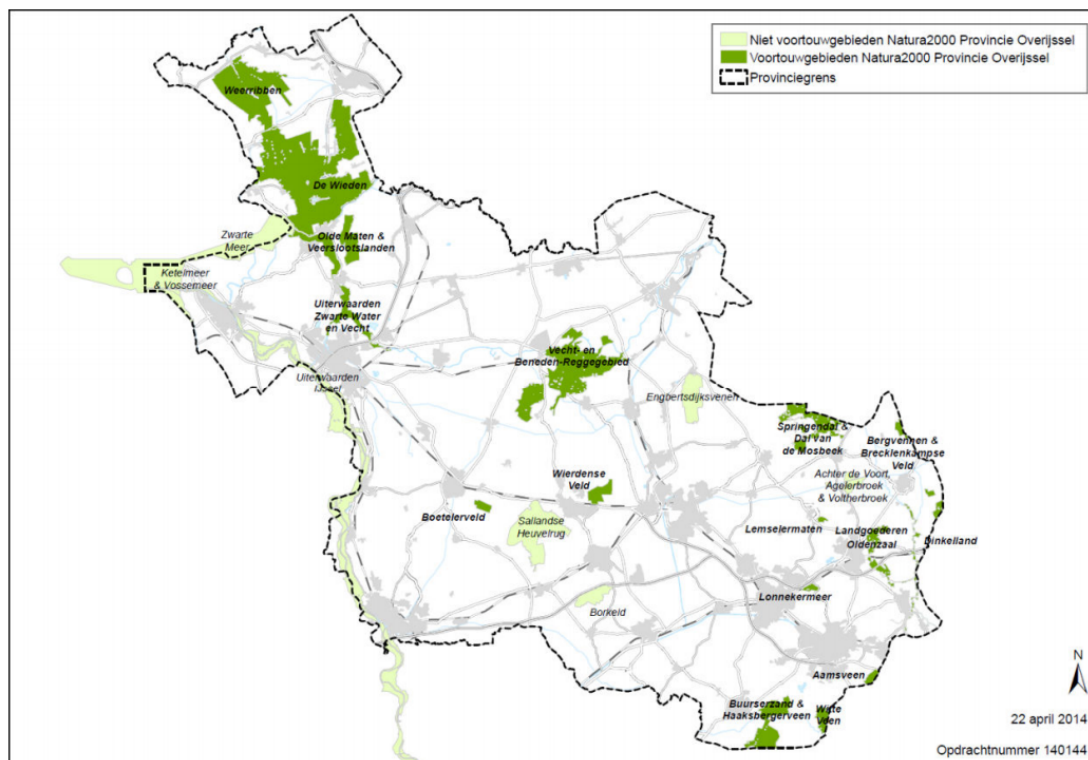 Niet voortouwgebieden Natura2000 Provincie Overijssel
Voortouwgebieden Natura2000 Provincie Overijssel
Provinciegrens
Weerribben
De Wieden
Zwarte
Meer
Olde Maten &
Veerslootslanden
Ketelmeer
& Vossemeer
Uiterwaarden
Zwarte Water
en Vecht
Vecht- en
Beneden-Reggegebied
Uiterwaarden
IJssel
Engbertsdijksvenen
Springendal &
Dal van
de Mosbeek
Bergvennen &
Brecklenkampse
Veld
Achter de Voort,
Agelerbroek
& Voltherbroek
Wierdense
Veld
Boetelerveld
Sallandse
Heuvelrug
Lemselermaten
Landgoederen
Oldenzaal
Dinkelland
Lonnekermeer
Borkeld
Aamsveen
Buurserzand &
Haaksbergerveen
Witte
Veen
N
22 april 2014
Opdrachtnummer 140144